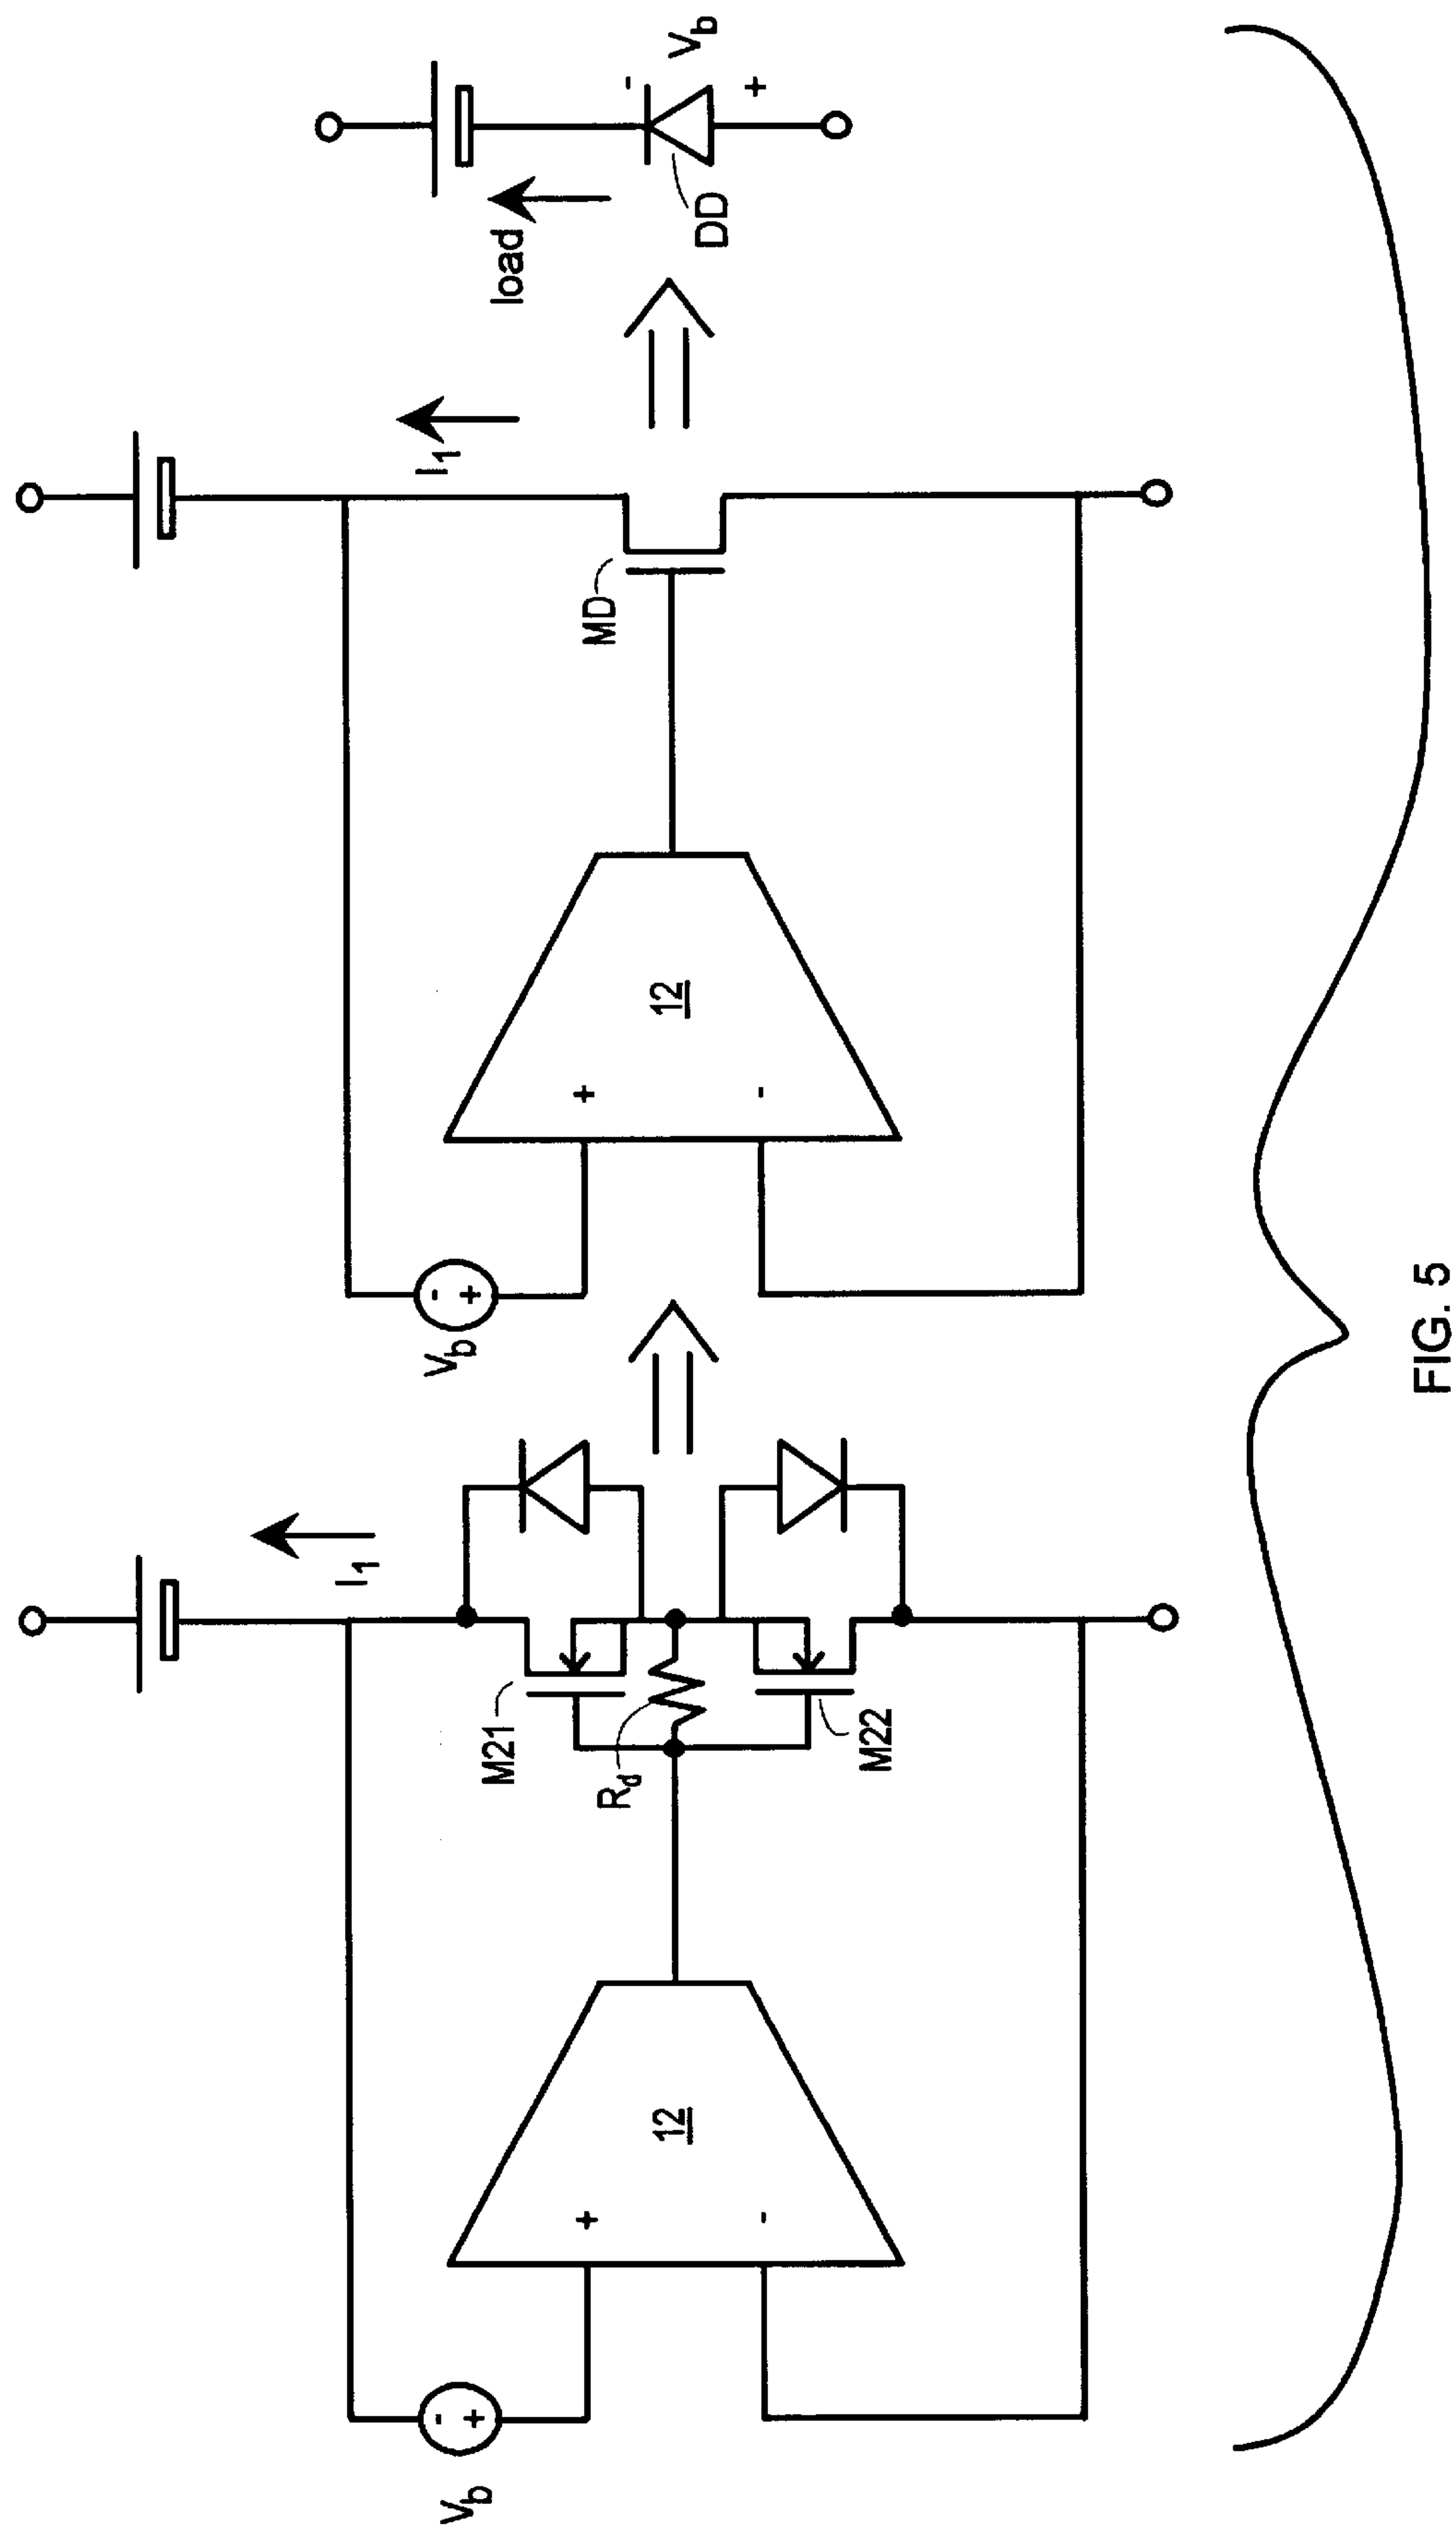 Vb
- +
+
-
12
Rd
M21
M22
I1
Vb
- +
+
-
12
MD
I1
load
DD
-
Vb
+
FIG. 5